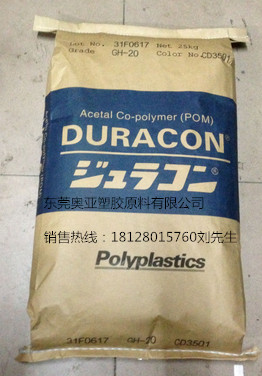 Lot No. 31F0617 Net 25kg
Grade GH-20 Color No. CD3501
Acetal Co-polymer (POM)
DURACON®
ジュラコン®
东莞奥亚塑胶原料有限公司
销售热线：18128015760刘先生
Polyplastics
31F0617 GH-20 CD3501